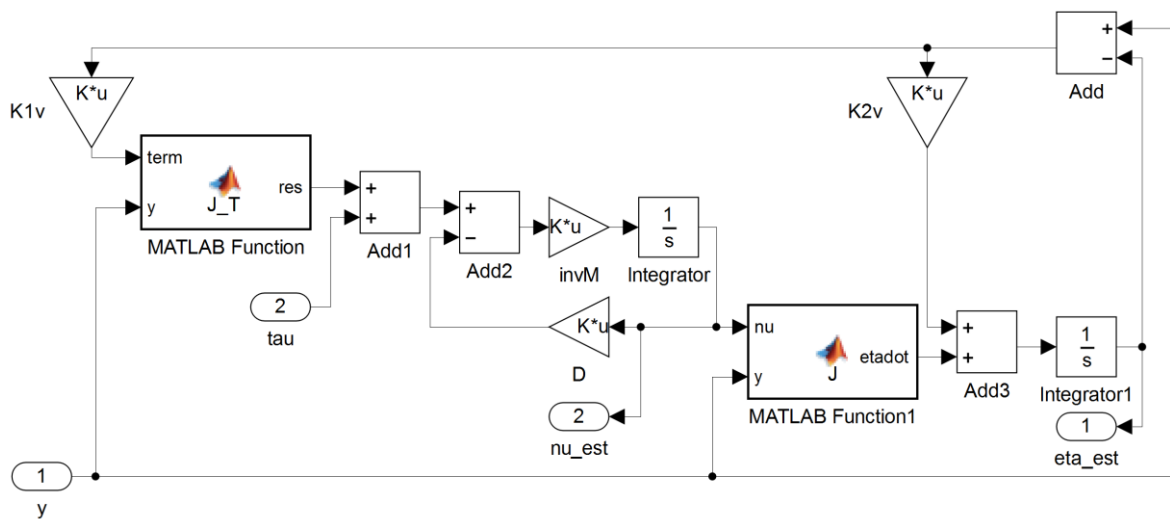 +
−
Add
K*u
K1v
K*u
K2v
term
res
y
J_T
MATLAB Function
+
+
Add1
+
−
Add2
K*u
invM
1
s
Integrator
2
tau
K*u
D
2
nu_est
nu
etadot
y
J
MATLAB Function1
+
+
Add3
1
s
Integrator1
1
eta_est
1
y